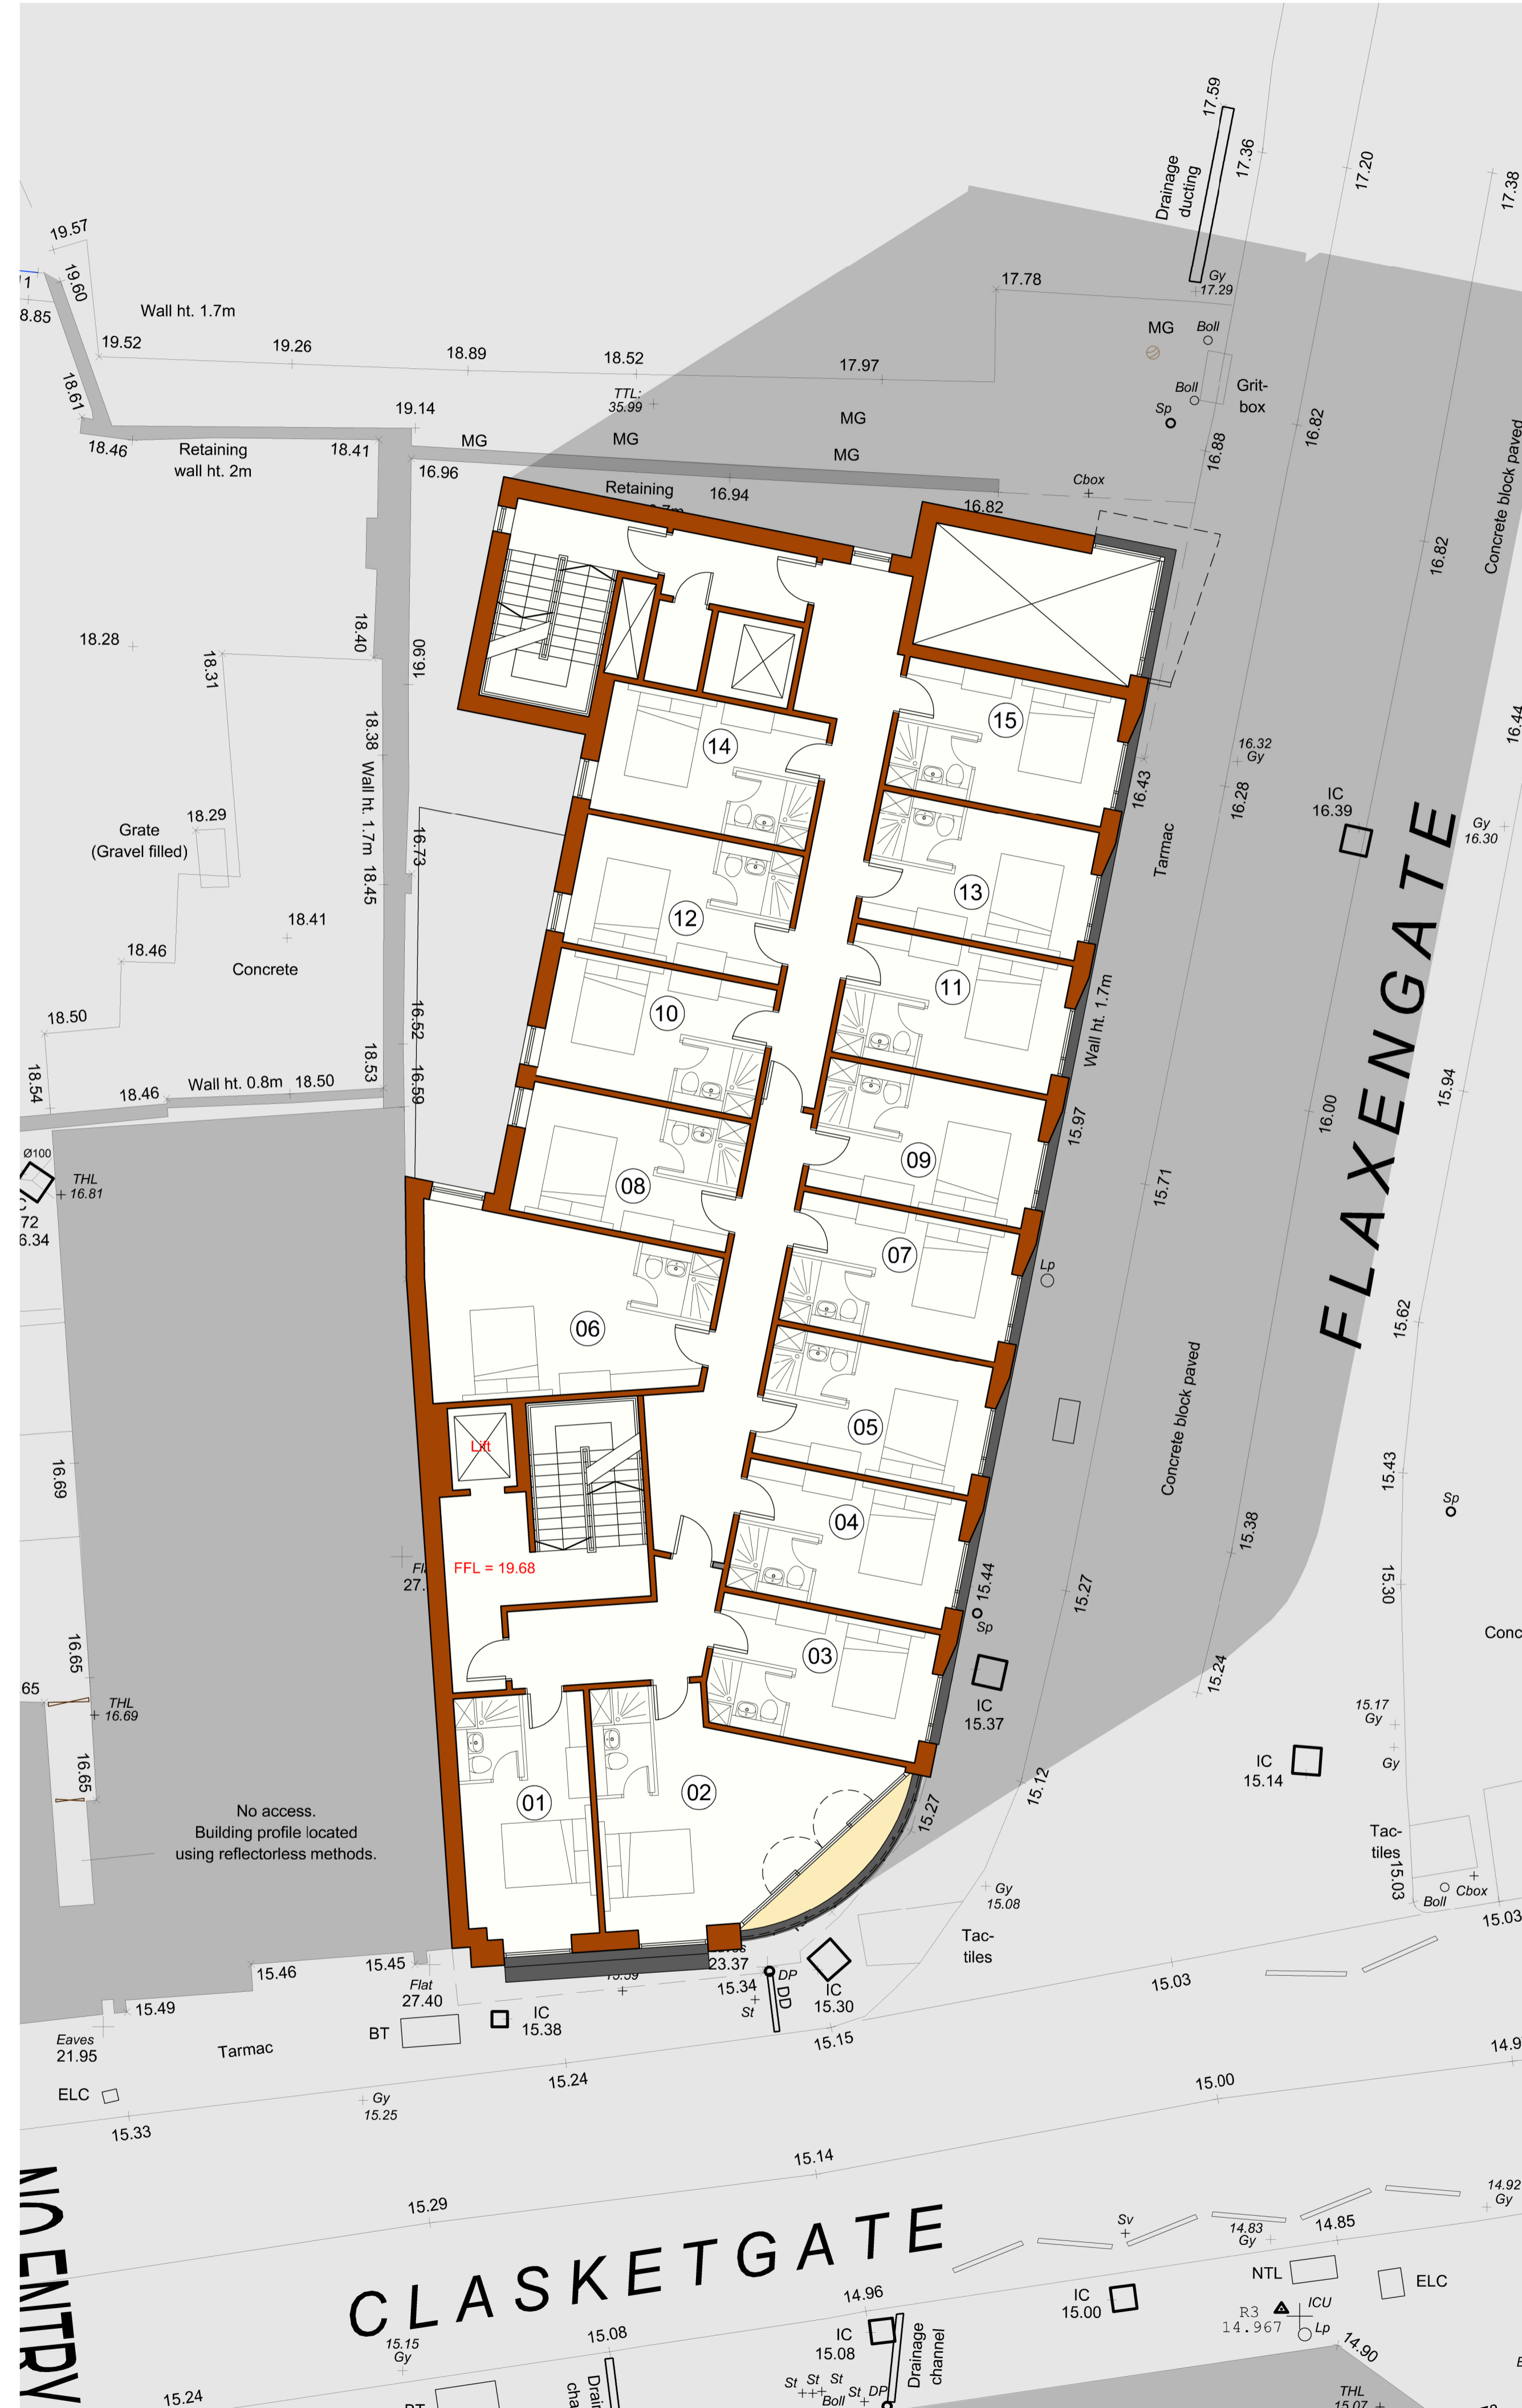 17.59
17.36
17.20
17.38
Drainage
ducting
19.57
19.60
8.85
Wall ht. 1.7m
17.78
Gy
17.29
MG
Boll
19.52
19.26
18.89
18.52
17.97
TTL:
35.99
Boll
Grit-
box
Sp
18.61
19.14
MG
16.82
18.46
Retaining
wall ht. 2m
18.41
MG
MG
MG
16.88
16.96
Retaining
16.94
16.82
Cbox
16.82
Concrete block paved
18.28
18.40
16.90
18.31
18.38
Wall ht. 1.7m
18.45
14
15
16.43
16.32
Gy
16.28
16.44
IC
16.39
Gy
16.30
Grate
(Gravel filled)
18.29
16.73
Tarmac
FLAXENGATE
12
13
18.41
18.46
Concrete
10
11
18.50
16.52
Wall ht. 1.7m
18.54
18.46
Wall ht. 0.8m
18.50
18.53
16.59
15.94
16.00
15.97
Ø100
THL
16.81
72
6.34
08
09
15.71
07
Lp
15.62
06
Concrete block paved
05
Lift
16.69
15.43
Sp
04
15.38
FFL = 19.68
27.
15.44
15.27
15.30
Sp
03
Conc
16.65
65
THL
16.69
IC
15.37
15.24
15.17
Gy
Gy
16.65
IC
15.14
15.12
01
02
15.27
No access.
Building profile located
using reflectorless methods.
Tac-
tiles
15.03
Boll
Cbox
Gy
15.08
15.03
Tac-
tiles
15.46
15.45
Flat
27.40
15.59
23.37
15.34
St
DP
DD
IC
15.30
15.03
15.49
Eaves
21.95
Tarmac
BT
IC
15.38
15.15
14.9
ELC
15.24
Gy
15.25
15.00
15.33
15.14
NO ENTRY
15.29
CLASKETGATE
Sv
14.83
Gy
14.85
14.92
Gy
NTL
ELC
14.96
IC
15.00
R3
14.967
ICU
Lp
15.15
Gy
15.08
IC
15.08
Drainage
channel
14.90
15.24
St
St
St
Boll
St
DP
THL
15.07